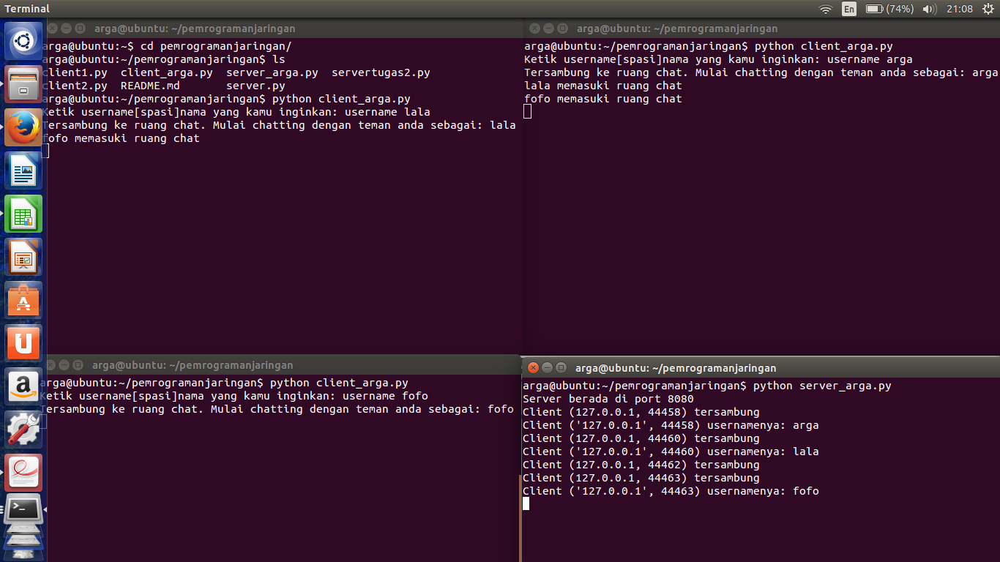 Terminal
En
(74%)
21:08
arga@ubuntu: ~/pemrogramanjaringan
arga@ubuntu:~$ cd pemrogramanjaringan/
arga@ubuntu:~/pemrogramanjaringan$ ls
client1.py  client_arga.py  server_arga.py  servertugas2.py
client2.py  README.md       server.py
arga@ubuntu:~/pemrogramanjaringan$ python client_arga.py
Ketik username[spasi]nama yang kamu inginkan: username lala
Tersambung ke ruang chat. Mulai chatting dengan teman anda sebagai: lala
fofo memasuki ruang chat
arga@ubuntu: ~/pemrogramanjaringan
arga@ubuntu:~/pemrogramanjaringan$ python client_arga.py
Ketik username[spasi]nama yang kamu inginkan: username arga
Tersambung ke ruang chat. Mulai chatting dengan teman anda sebagai: arga
lala memasuki ruang chat
fofo memasuki ruang chat
arga@ubuntu: ~/pemrogramanjaringan
arga@ubuntu:~/pemrogramanjaringan$ python client_arga.py
Ketik username[spasi]nama yang kamu inginkan: username fofo
Tersambung ke ruang chat. Mulai chatting dengan teman anda sebagai: fofo
arga@ubuntu: ~/pemrogramanjaringan
arga@ubuntu:~/pemrogramanjaringan$ python server_arga.py
Server berada di port 8080
Client (127.0.0.1, 44458) tersambung
Client ('127.0.0.1', 44458) usernamenya: arga
Client (127.0.0.1, 44460) tersambung
Client ('127.0.0.1', 44460) usernamenya: lala
Client (127.0.0.1, 44462) tersambung
Client (127.0.0.1, 44463) tersambung
Client ('127.0.0.1', 44463) usernamenya: fofo